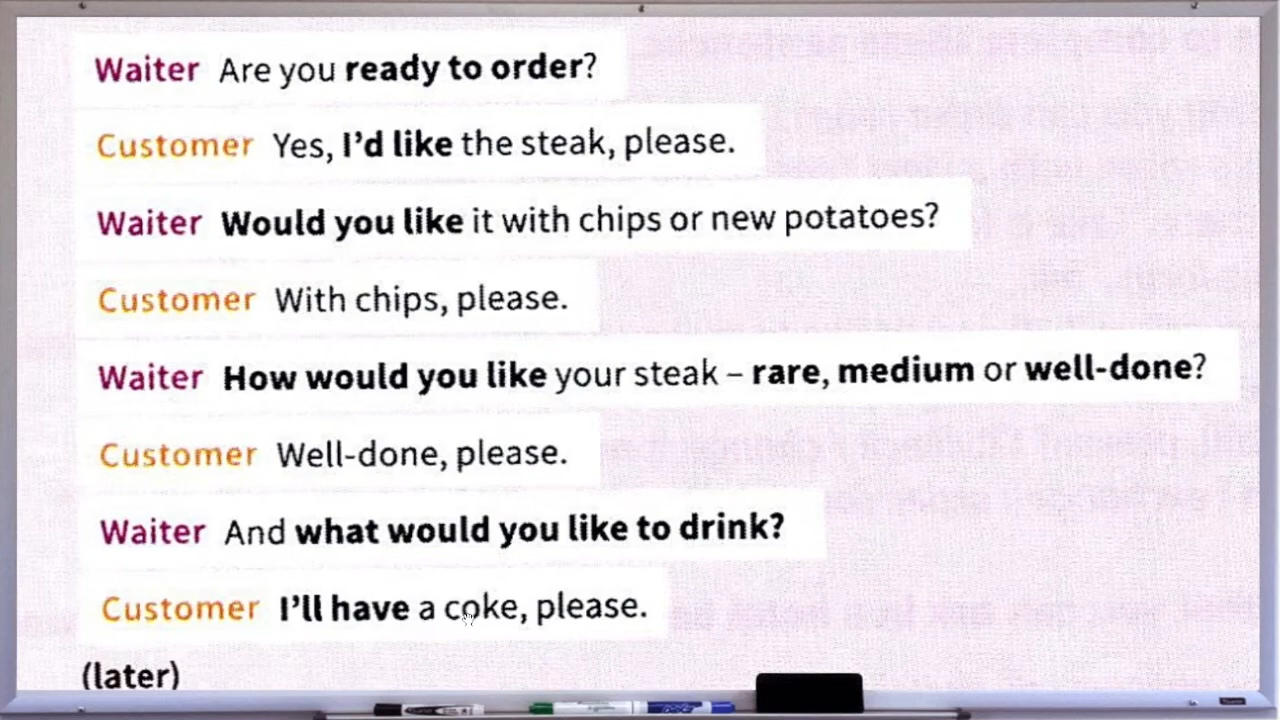 Waiter Are you ready to order?
Customer Yes, I'd like the steak, please.
Waiter Would you like it with chips or new potatoes?
Customer With chips, please.
Waiter How would you like your steak – rare, medium or well-done?
Customer Well-done, please.
Waiter And what would you like to drink?
Customer I'll have a coke, please.
(later)